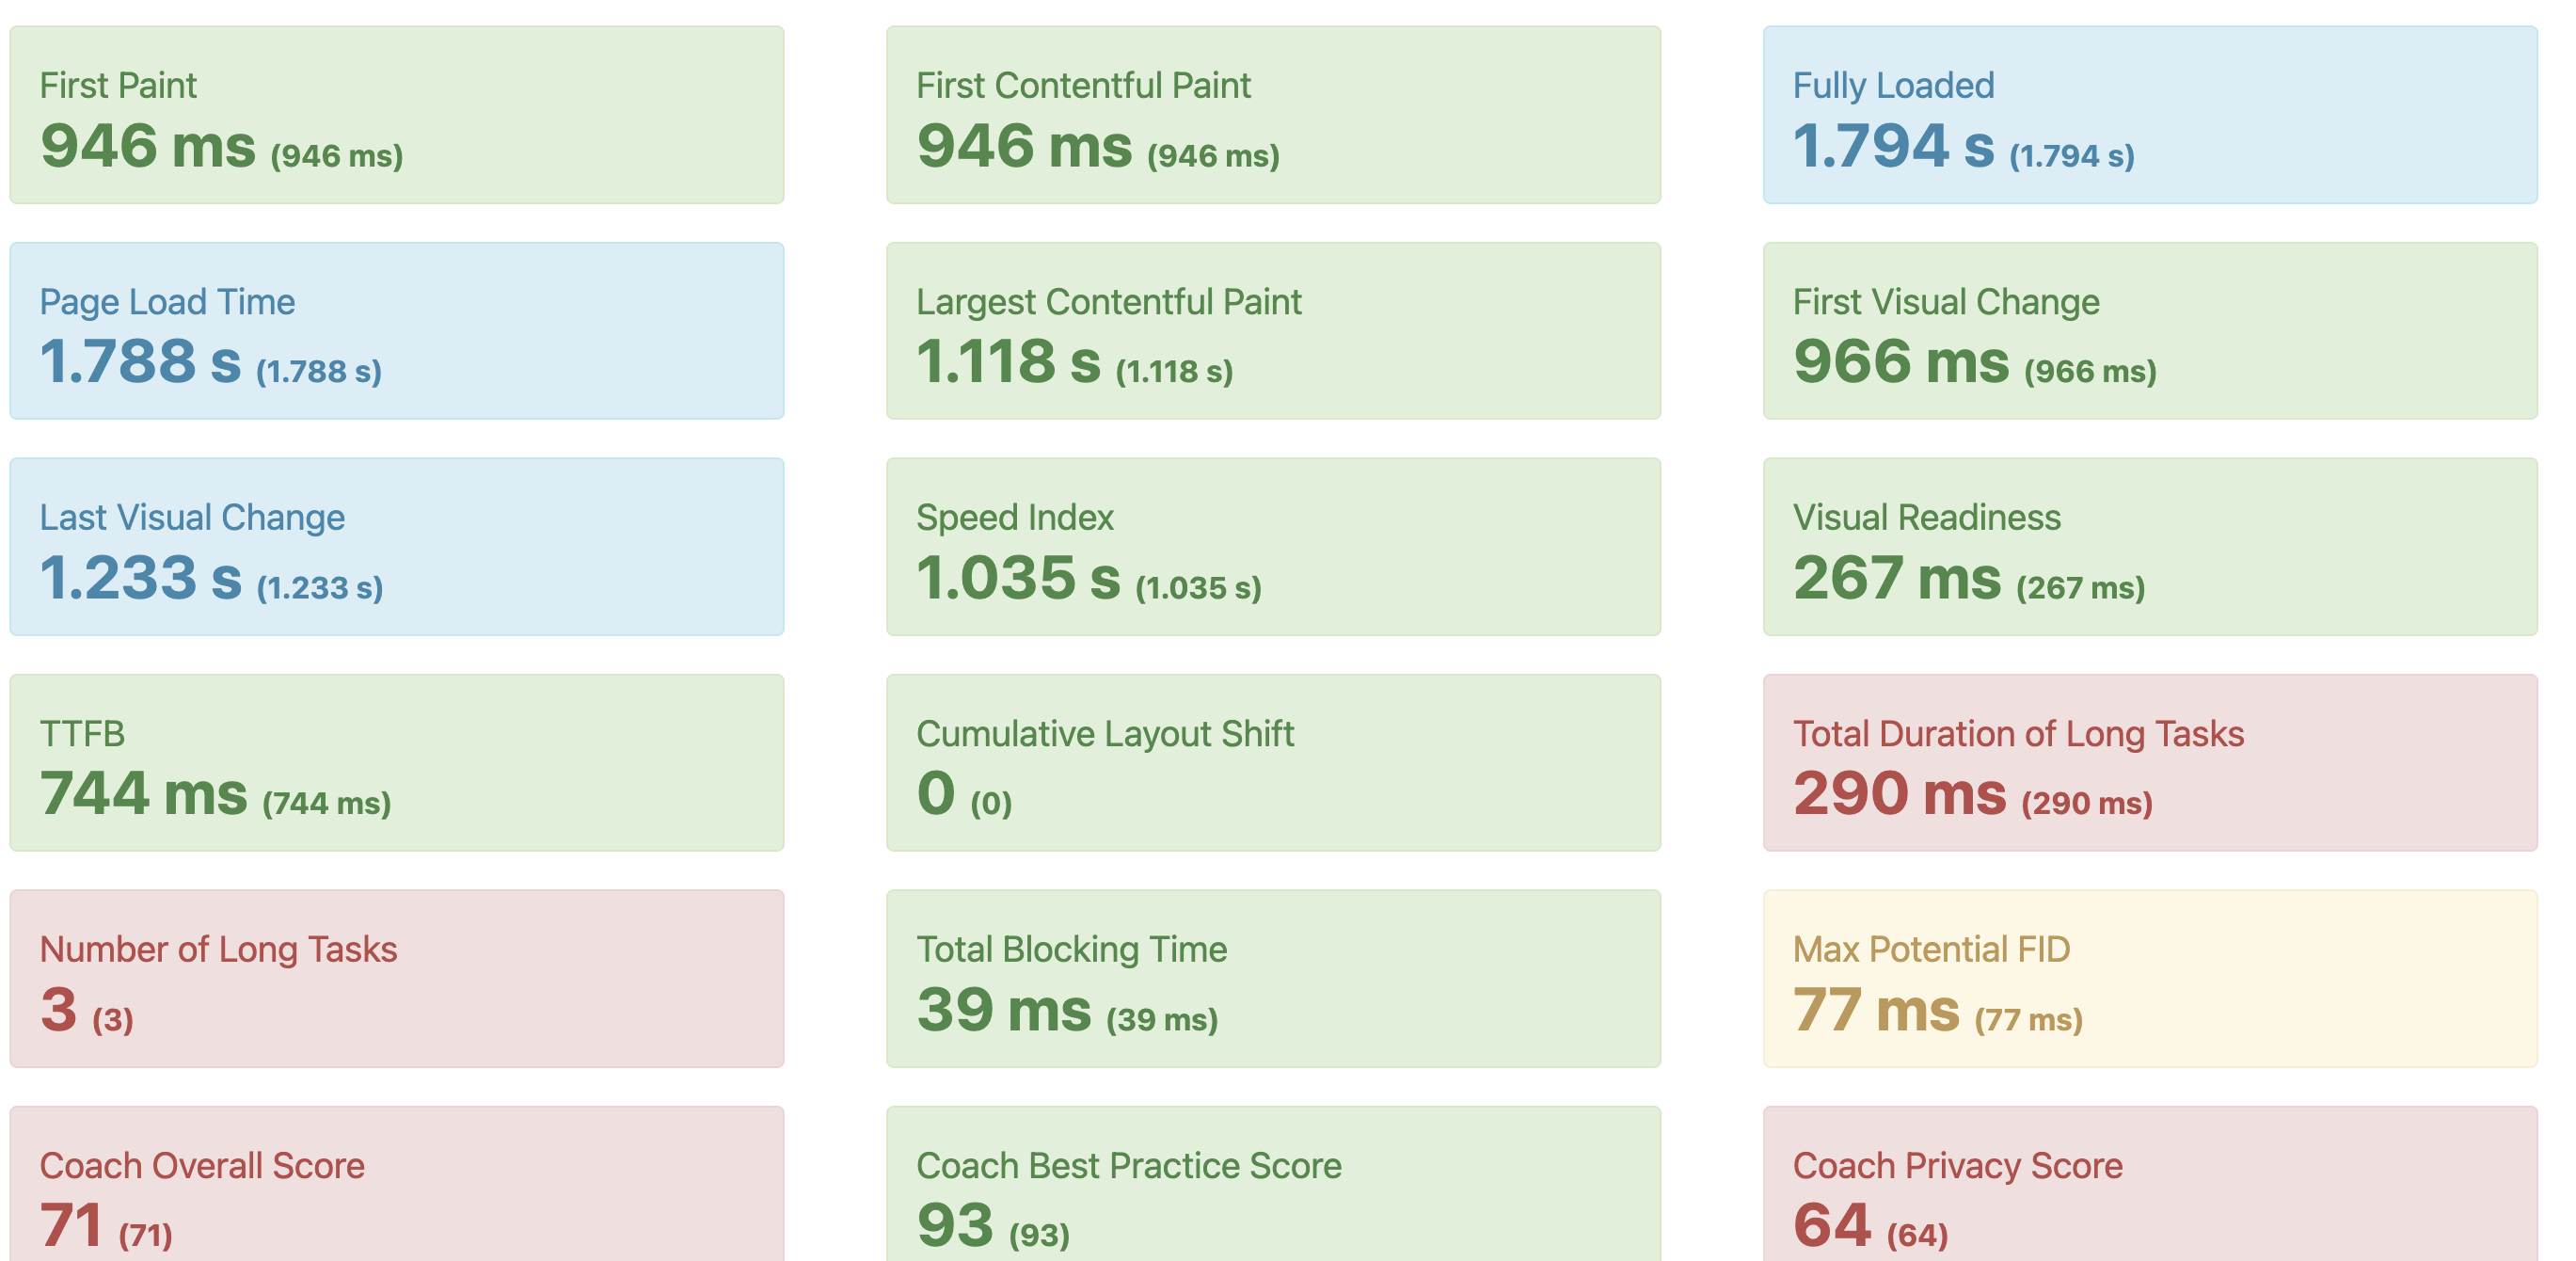 First Paint
946 ms (946 ms)
First Contentful Paint
946 ms (946 ms)
Fully Loaded
1.794 s (1.794 s)
Page Load Time
1.788 s (1.788 s)
Largest Contentful Paint
1.118 s (1.118 s)
First Visual Change
966 ms (966 ms)
Last Visual Change
1.233 s (1.233 s)
Speed Index
1.035 s (1.035 s)
Visual Readiness
267 ms (267 ms)
TTFB
744 ms (744 ms)
Cumulative Layout Shift
0 (0)
Total Duration of Long Tasks
290 ms (290 ms)
Number of Long Tasks
3 (3)
Total Blocking Time
39 ms (39 ms)
Max Potential FID
77 ms (77 ms)
Coach Overall Score
71 (71)
Coach Best Practice Score
93 (93)
Coach Privacy Score
64 (64)